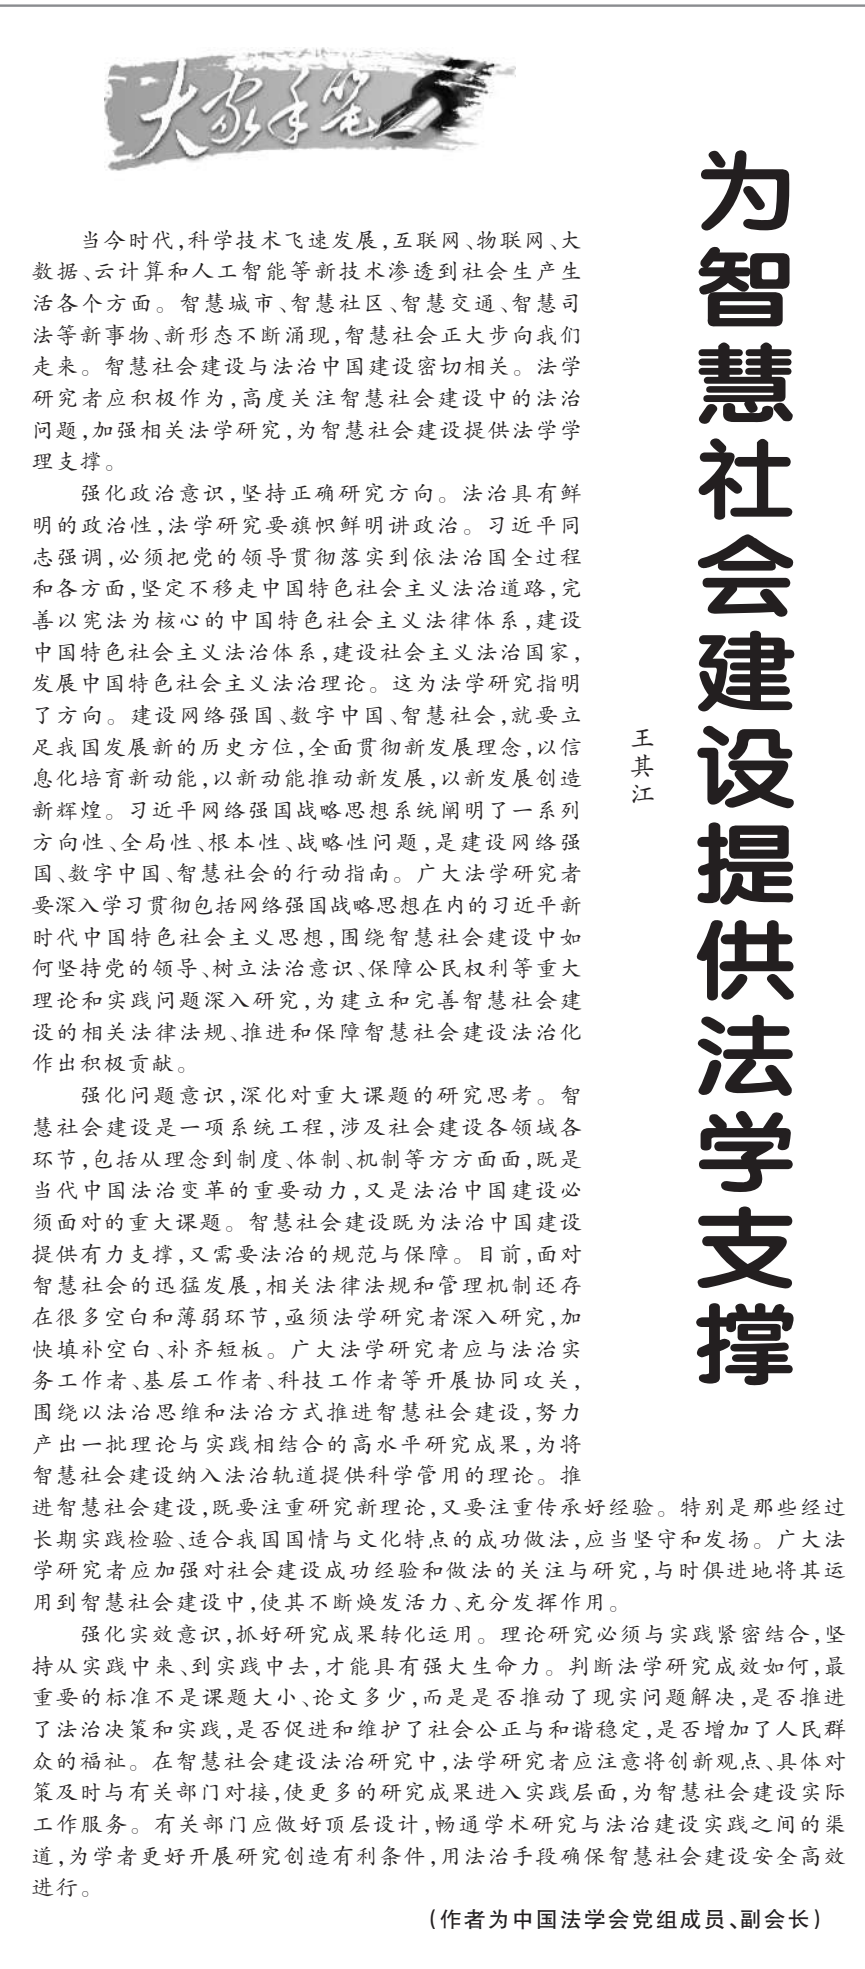 大家手笔
为智慧社会建设提供法学支撑
王其江
当今时代,科学技术飞速发展,互联网、物联网、大
数据、云计算和人工智能等新技术渗透到社会生产生
活各个方面。智慧城市、智慧社区、智慧交通、智慧司
法等新事物、新形态不断涌现,智慧社会正大步向我们
走来。智慧社会建设与法治中国建设密切相关。法学
研究者应积极作为,高度关注智慧社会建设中的法治
问题,加强相关法学研究,为智慧社会建设提供法学学
理支撑。
强化政治意识,坚持正确研究方向。法治具有鲜
明的政治性,法学研究要旗帜鲜明讲政治。习近平同
志强调,必须把党的领导贯彻落实到依法治国全过程
和各方面,坚定不移走中国特色社会主义法治道路,完
善以宪法为核心的中国特色社会主义法律体系,建设
中国特色社会主义法治体系,建设社会主义法治国家,
发展中国特色社会主义法治理论。这为法学研究指明
了方向。建设网络强国、数字中国、智慧社会,就要立
足我国发展新的历史方位,全面贯彻新发展理念,以信
息化培育新动能,以新动能推动新发展,以新发展创造
新辉煌。习近平网络强国战略思想系统阐明了一系列
方向性、全局性、根本性、战略性问题,是建设网络强
国、数字中国、智慧社会的行动指南。广大法学研究者
要深入学习贯彻包括网络强国战略思想在内的习近平新
时代中国特色社会主义思想,围绕智慧社会建设中如
何坚持党的领导、树立法治意识、保障公民权利等重大
理论和实践问题深入研究,为建立和完善智慧社会建
设的相关法律法规、推进和保障智慧社会建设法治化
作出积极贡献。
强化问题意识,深化对重大课题的研究思考。智
慧社会建设是一项系统工程,涉及社会建设各领域各
环节,包括从理念到制度、体制、机制等方方面面,既是
当代中国法治变革的重要动力,又是法治中国建设必
须面对的重大课题。智慧社会建设既为法治中国建设
提供有力支撑,又需要法治的规范与保障。目前,面对
智慧社会的迅猛发展,相关法律法规和管理机制还存
在很多空白和薄弱环节,亟须法学研究者深入研究,加
快填补空白、补齐短板。广大法学研究者应与法治实
务工作者、基层工作者、科技工作者等开展协同攻关,
围绕以法治思维和法治方式推进智慧社会建设,努力
产出一批理论与实践相结合的高水平研究成果,为将
智慧社会建设纳入法治轨道提供科学管用的理论。推
进智慧社会建设,既要注重研究新理论,又要注重传承好经验。特别是那些经过
长期实践检验、适合我国国情与文化特点的成功做法,应当坚守和发扬。广大法
学研究者应加强对社会建设成功经验和做法的关注与研究,与时俱进地将其运
用到智慧社会建设中,使其不断焕发活力、充分发挥作用。
强化实效意识,抓好研究成果转化运用。理论研究必须与实践紧密结合,坚
持从实践中来、到实践中去,才能具有强大生命力。判断法学研究成效如何,最
重要的标准不是课题大小、论文多少,而是是否推动了现实问题解决,是否推进
了法治决策和实践,是否促进和维护了社会公正与和谐稳定,是否增加了人民群
众的福祉。在智慧社会建设法治研究中,法学研究者应注意将创新观点、具体对
策及时与有关部门对接,使更多的研究成果进入实践层面,为智慧社会建设实际
工作服务。有关部门应做好顶层设计,畅通学术研究与法治建设实践之间的渠
道,为学者更好开展研究创造有利条件,用法治手段确保智慧社会建设安全高效
进行。
(作者为中国法学会党组成员、副会长)